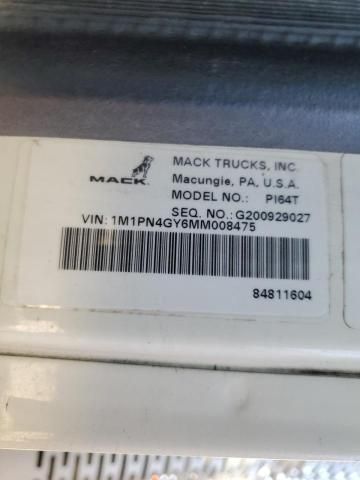 MACK
MACK TRUCKS, INC.
Macungie, PA, U.S.A.
MODEL NO.: PI64T
SEQ. NO.:G200929027
VIN: 1M1PN4GY6MM008475
84811604